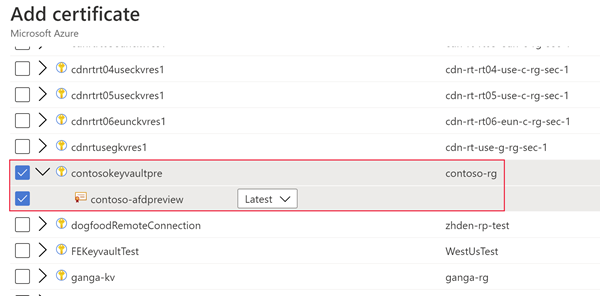 Add certificate
Microsoft Azure
cdnrtrt04useckvres1 cdn-rt-rt04-use-c-rg-sec-1
cdnrtrt05useckvres1 cdn-rt-rt05-use-c-rg-sec-1
cdnrtrt06eunckvres1 cdn-rt-rt06-eun-c-rg-sec-1
cdnrtusegkvres1 cdn-rt-use-g-rg-sec-1
contosokeyvaultpre contoso-rg
contoso-afdpreview Latest
dogfoodRemoteConnection zhden-rp-test
FEKeyvaultTest WestUsTest
ganga-kv ganga-rg